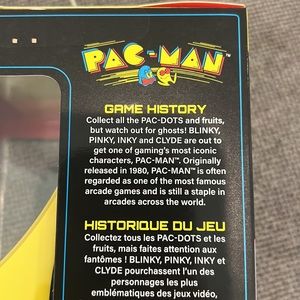 PAC-MAN™
GAME HISTORY
Collect all the PAC-DOTS and fruits,
but watch out for ghosts! BLINKY,
PINKY, INKY and CLYDE are out to
get one of gaming's most iconic
characters, PAC-MAN™. Originally
released in 1980, PAC-MAN™ is often
regarded as one of the most famous
arcade games and is still a staple in
arcades across the world.
HISTORIQUE DU JEU
Collectez tous les PAC-DOTS et les
fruits, mais faites attention aux
fantômes ! BLINKY, PINKY, INKY et
CLYDE pourchassent l'un des
personnages les plus
emblématiques des jeux vidéo,